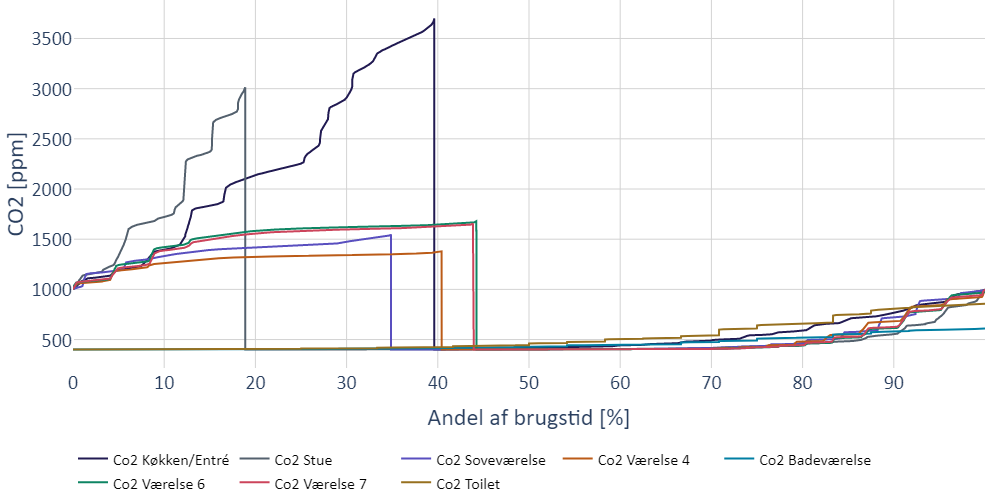 CO2 [ppm]
3500
3000
2500
2000
1500
1000
500
0 10 20 30 40 50 60 70 80 90
Andel af brugstid [%]
Co2 Køkken/Entré Co2 Stue Co2 Soveværelse Co2 Værelse 4 Co2 Badeværelse
Co2 Værelse 6 Co2 Værelse 7 Co2 Toilet